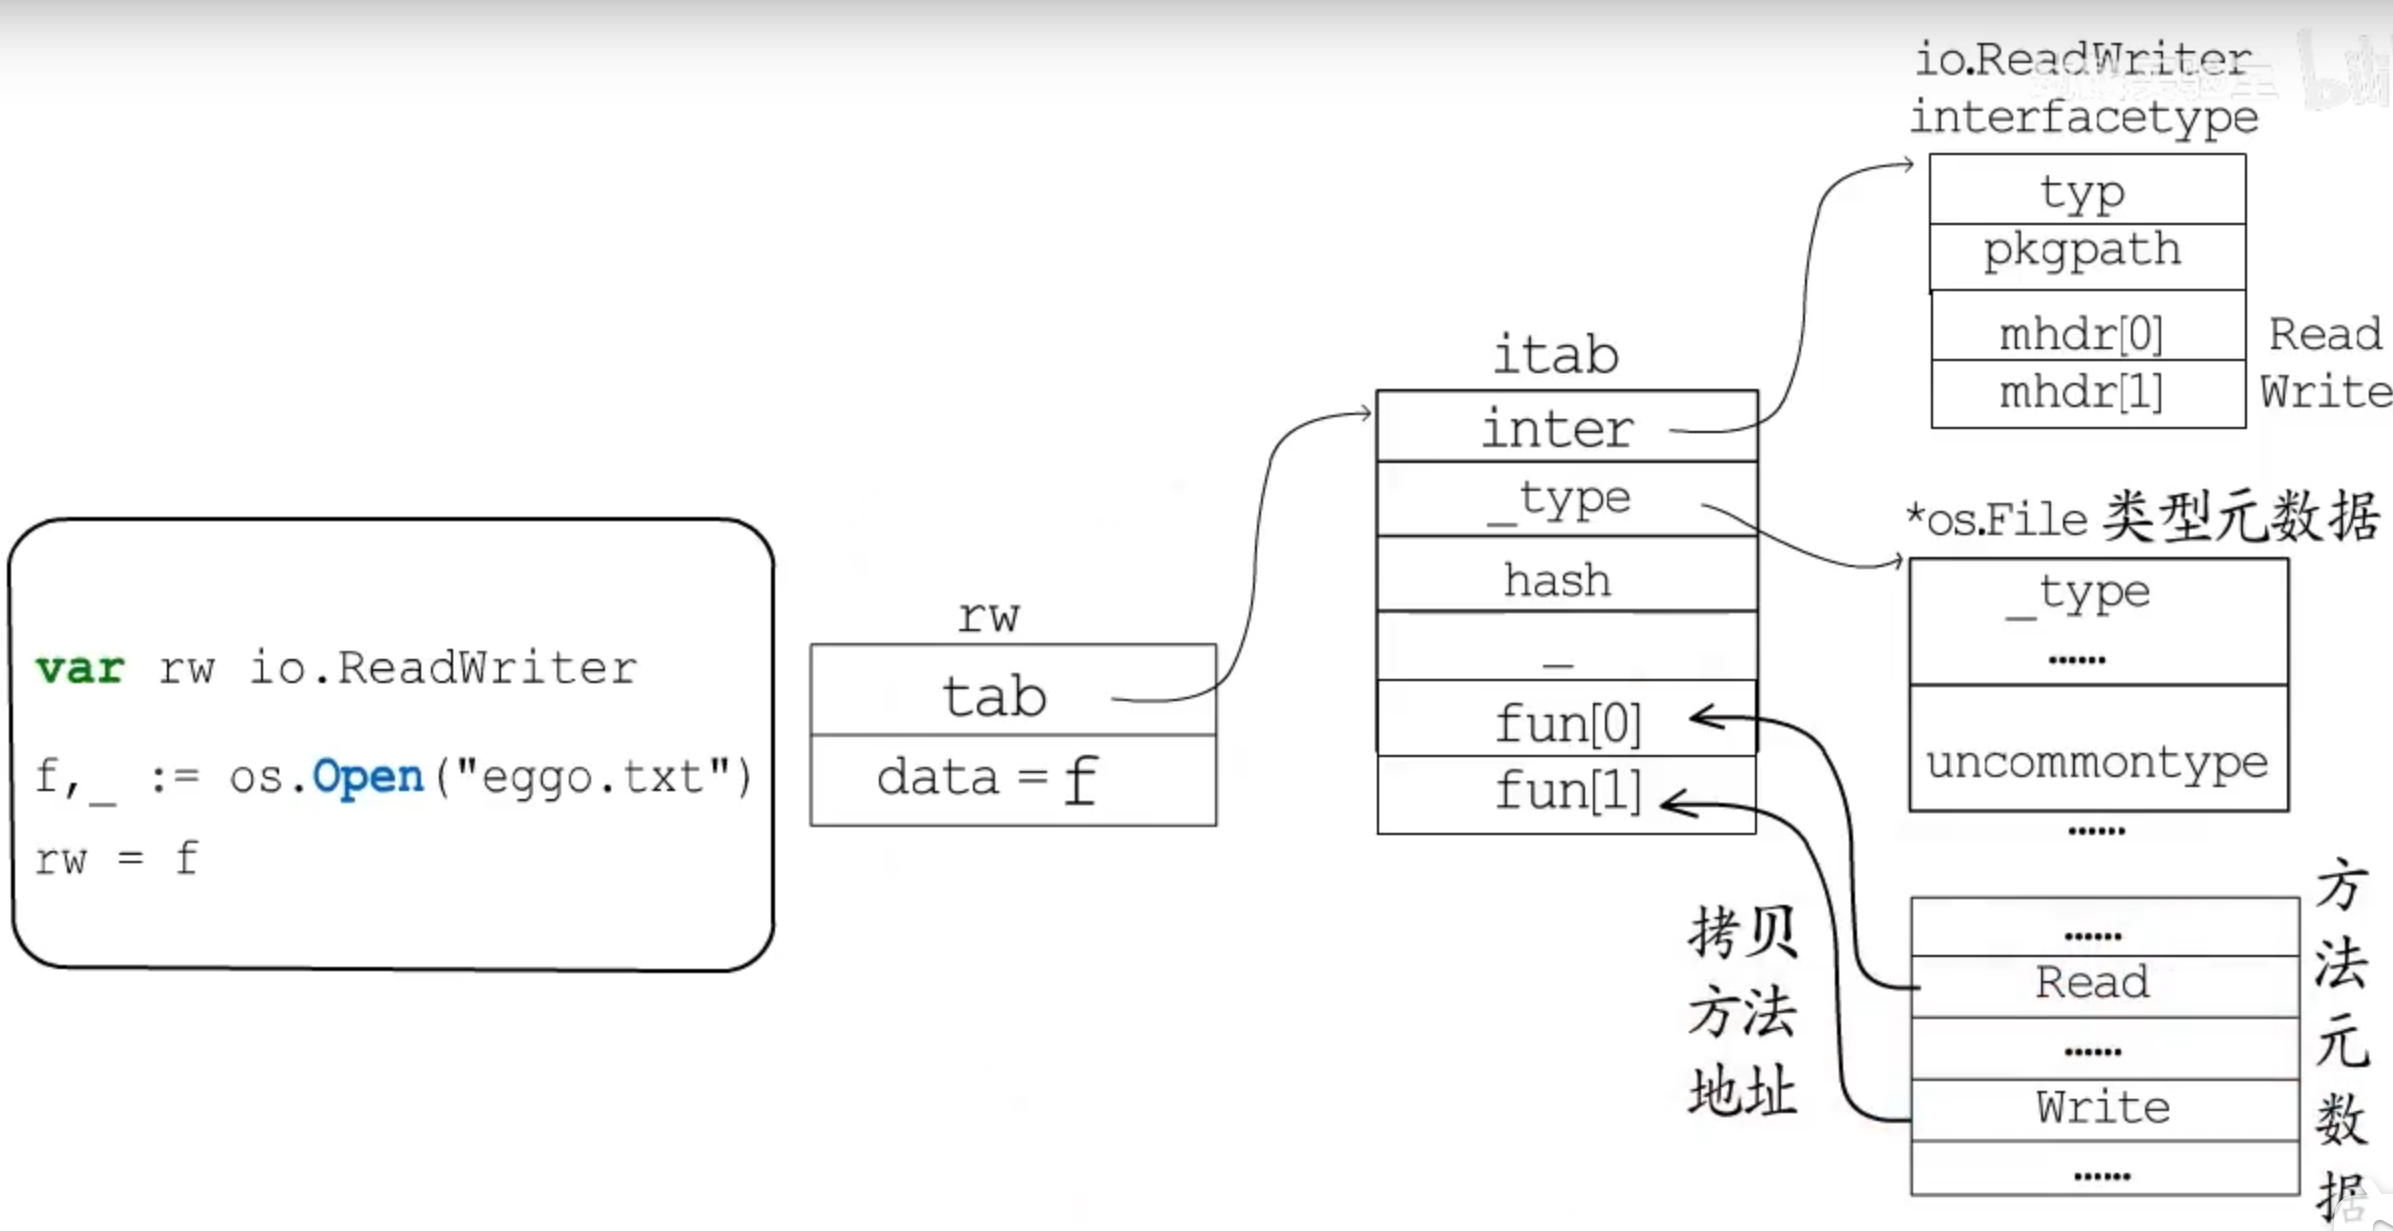 var rw io.ReadWriter
f,_ := os.Open("eggo.txt")
rw = f
rw
tab
data = f
itab
inter
_type
hash
_
fun[0]
fun[1]
io.ReadWriter
interfacetype
typ
pkgpath
mhdr[0] Read
mhdr[1] Write
*os.File 类型元数据
_type
......
uncommontype
......
拷贝
方法
地址
......
Read
......
Write
......
方法元数据